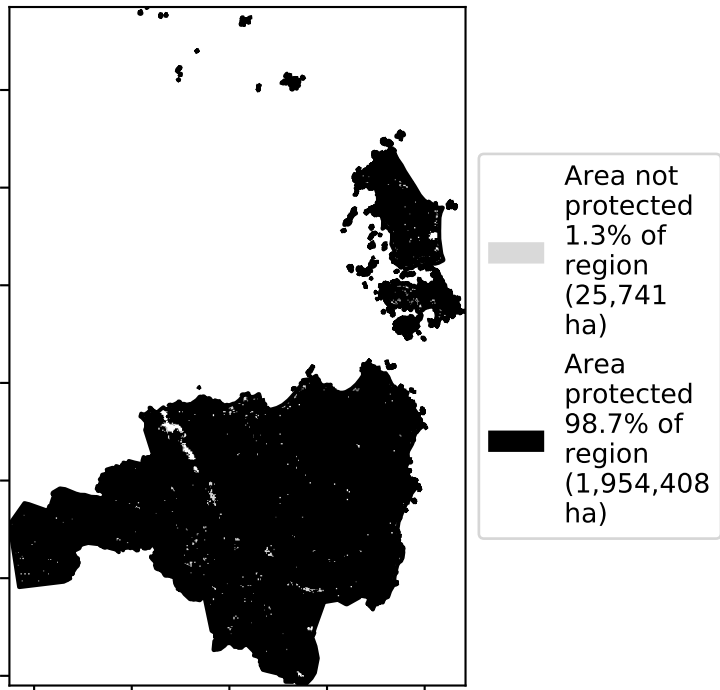 Area not
protected
1.3% of
region
(25,741
ha)
Area
protected
98.7% of
region
(1,954,408
ha)